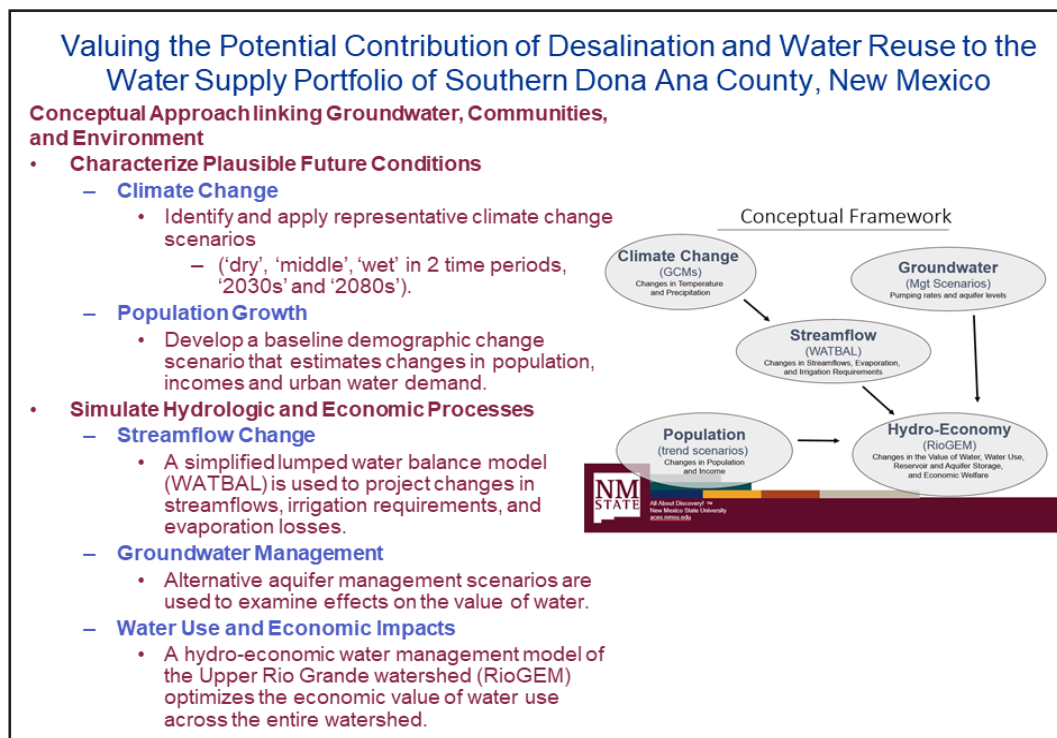 Valuing the Potential Contribution of Desalination and Water Reuse to the
Water Supply Portfolio of Southern Dona Ana County, New Mexico
Conceptual Approach linking Groundwater, Communities,
and Environment
• Characterize Plausible Future Conditions
– Climate Change
• Identify and apply representative climate change
scenarios
– (‘dry’, ‘middle’, ‘wet’ in 2 time periods,
‘2030s’ and ‘2080s’).
– Population Growth
• Develop a baseline demographic change
scenario that estimates changes in population,
incomes and urban water demand.
• Simulate Hydrologic and Economic Processes
– Streamflow Change
• A simplified lumped water balance model
(WATBAL) is used to project changes in
streamflows, irrigation requirements, and
evaporation losses.
– Groundwater Management
• Alternative aquifer management scenarios are
used to examine effects on the value of water.
– Water Use and Economic Impacts
• A hydro-economic water management model of
the Upper Rio Grande watershed (RioGEM)
optimizes the economic value of water use
across the entire watershed.
Conceptual Framework
Climate Change
(GCMs)
Changes in Temperature
and Precipitation
Groundwater
(Mgt Scenarios)
Pumping rates and aquifer levels
Streamflow
(WATBAL)
Changes in Streamflows, Evaporation,
and Irrigation Requirements
Population
(trend scenarios)
Changes in Population
and Income
Hydro-Economy
(RioGEM)
Changes in the Value of Water, Water Use,
Reservoir and Aquifer Storage,
and Economic Welfare
NM
STATE
All About Discovery! ™
New Mexico State University
aces.nmsu.edu